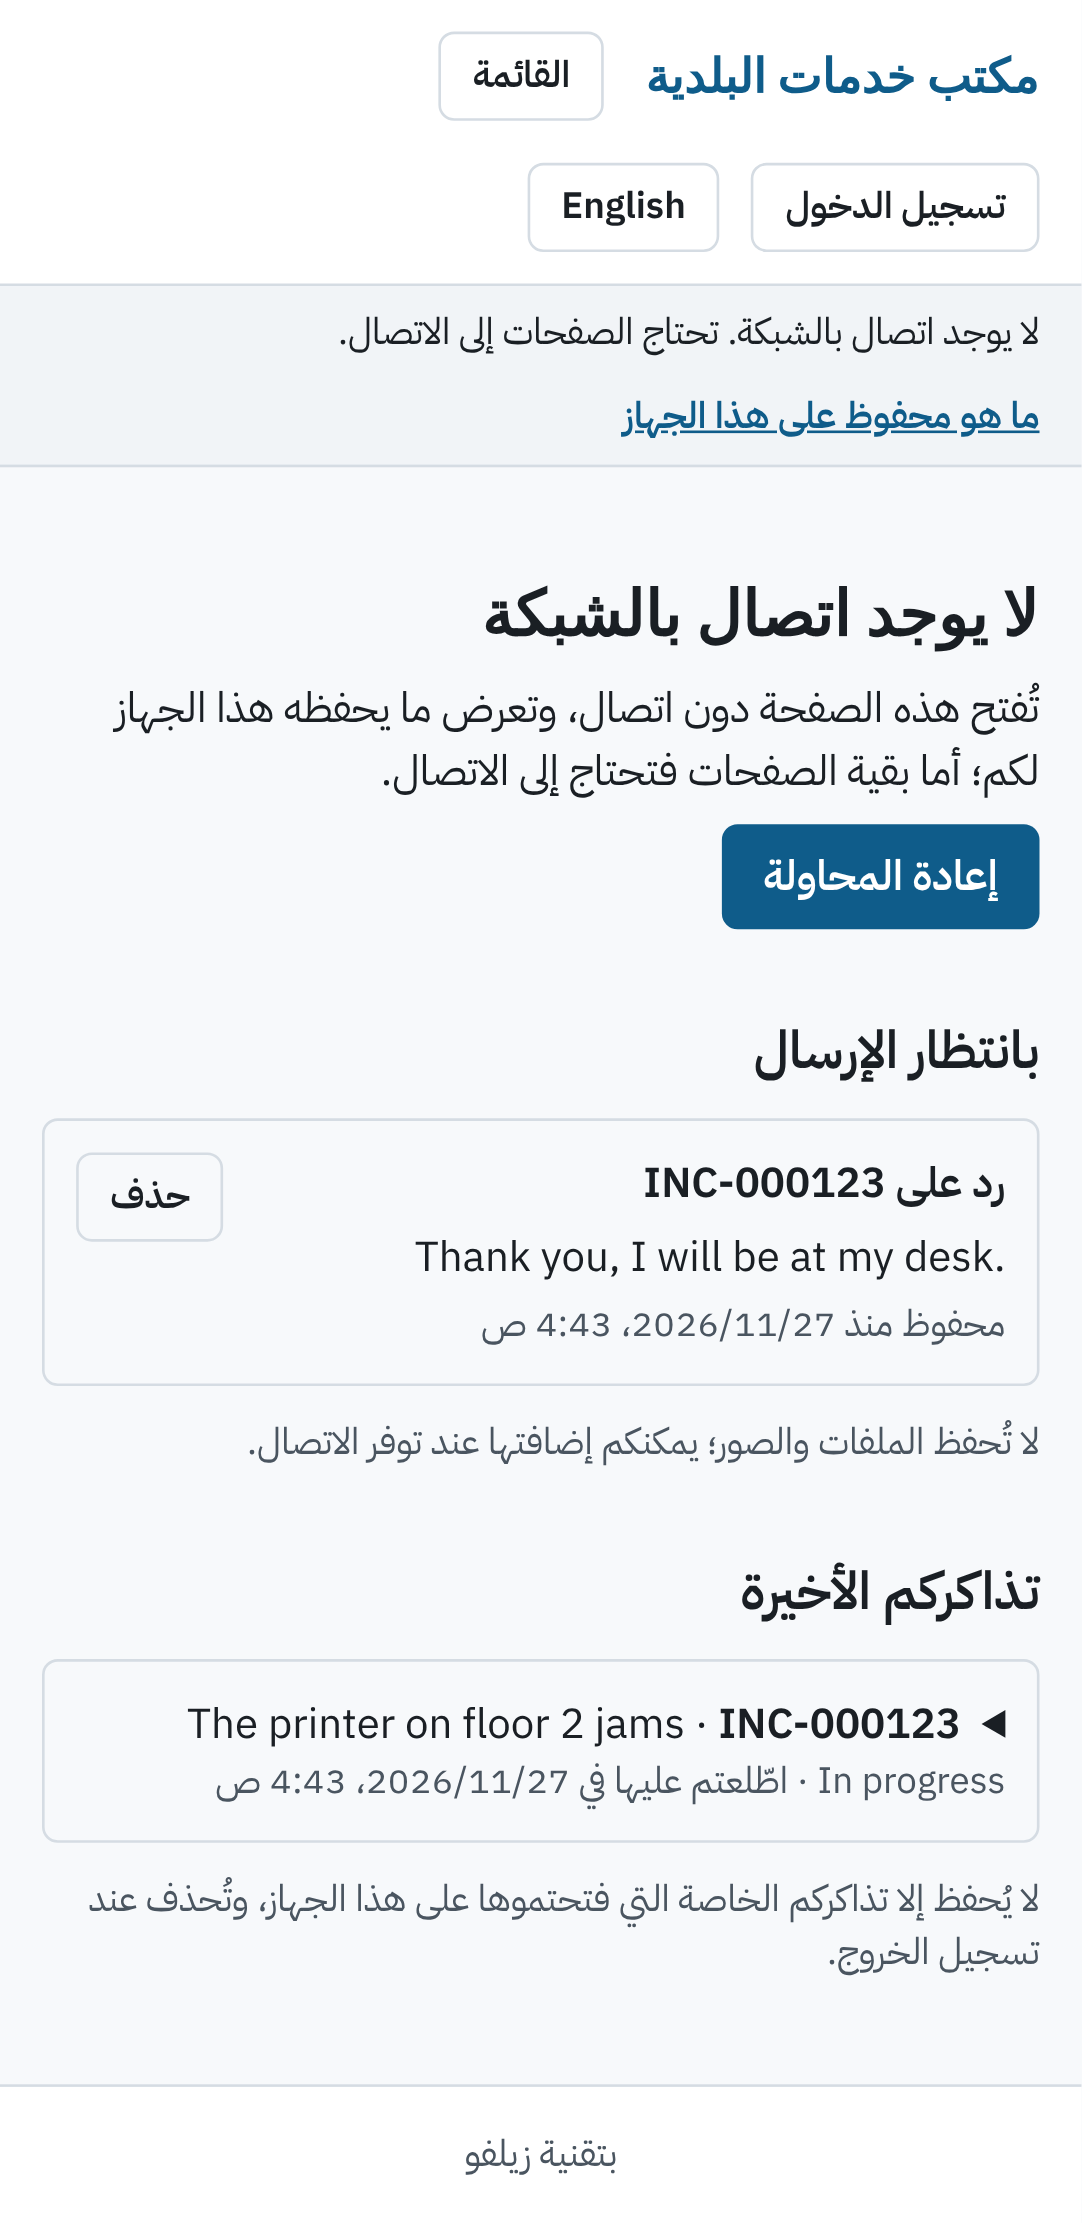 مكتب خدمات البلدية
القائمة
تسجيل الدخول
English
لا يوجد اتصال بالشبكة. تحتاج الصفحات إلى الاتصال.
ما هو محفوظ على هذا الجهاز
لا يوجد اتصال بالشبكة
تُفتح هذه الصفحة دون اتصال، وتعرض ما يحفظه هذا الجهاز
لكم؛ أما بقية الصفحات فتحتاج إلى الاتصال.
إعادة المحاولة
بانتظار الإرسال
رد على INC-000123
حذف
Thank you, I will be at my desk.
محفوظ منذ 2026/11/27، 4:43 ص
لا تُحفظ الملفات والصور؛ يمكنكم إضافتها عند توفر الاتصال.
تذاكركم الأخيرة
INC-000123 · The printer on floor 2 jams
In progress · اطّلعتم عليها في 2026/11/27، 4:43 ص
لا يُحفظ إلا تذاكركم الخاصة التي فتحتموها على هذا الجهاز، وتُحذف عند
تسجيل الخروج.
بتقنية زيلفو